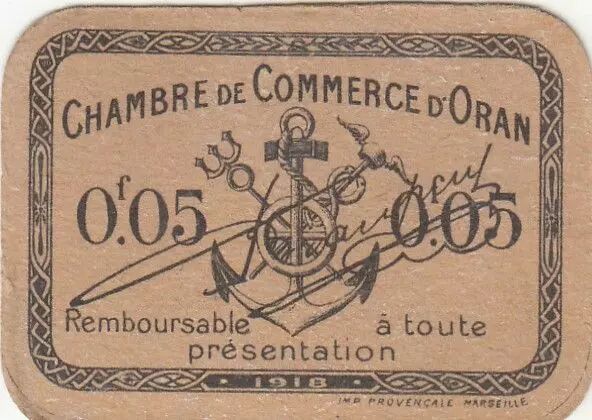 CHAMBRE DE COMMERCE D'ORAN
0f.05 0f.05
Remboursable à toute
présentation
1918
IMP PROVENÇALE MARSEILLE